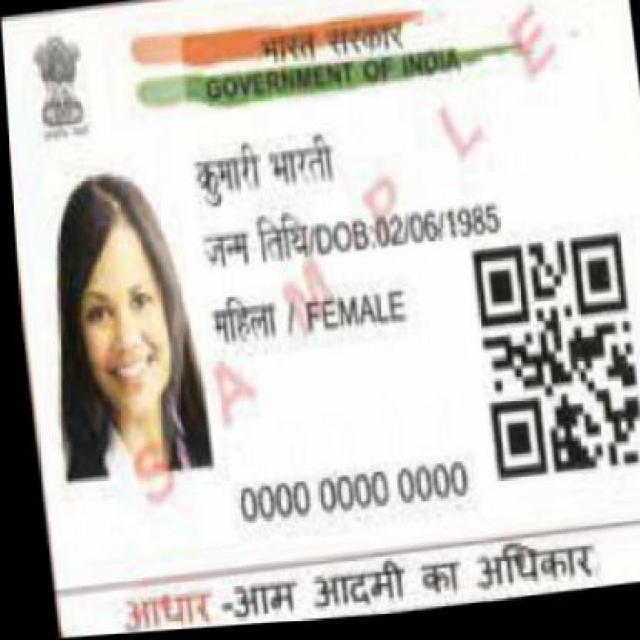 भारत सरकार
GOVERNMENT OF INDIA
कुमारी भारती
जन्म तिथि/DOB:02/06/1985
महिला / FEMALE
SAMPLE
0000 0000 0000
आधार -आम आदमी का अधिकार